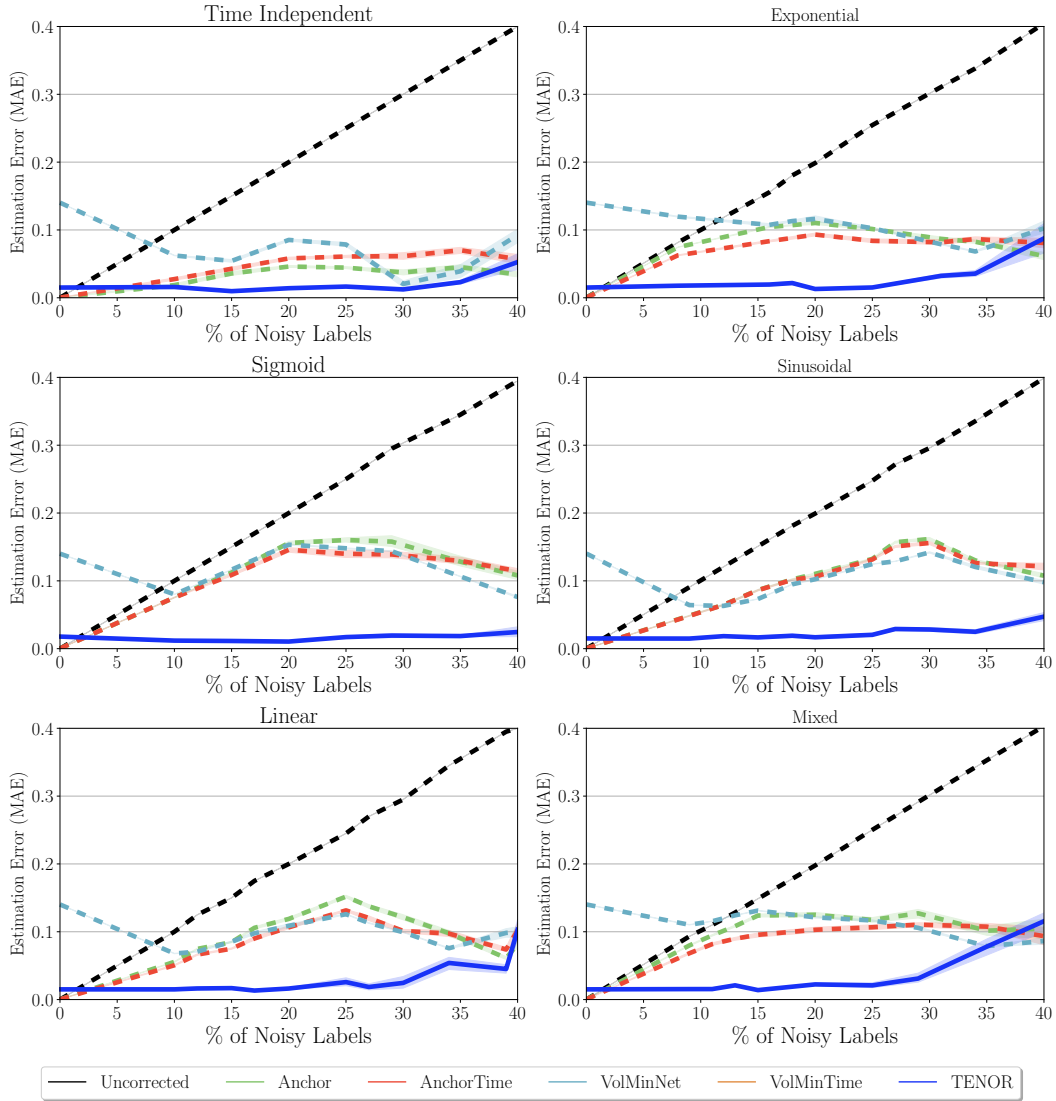 Time Independent
Estimation Error (MAE)
0.4
0.3
0.2
0.1
0.0
0 5 10 15 20 25 30 35 40
% of Noisy Labels
Exponential
Estimation Error (MAE)
0.4
0.3
0.2
0.1
0.0
0 5 10 15 20 25 30 35 40
% of Noisy Labels
Sigmoid
Estimation Error (MAE)
0.4
0.3
0.2
0.1
0.0
0 5 10 15 20 25 30 35 40
% of Noisy Labels
Sinusoidal
Estimation Error (MAE)
0.4
0.3
0.2
0.1
0.0
0 5 10 15 20 25 30 35 40
% of Noisy Labels
Linear
Estimation Error (MAE)
0.4
0.3
0.2
0.1
0.0
0 5 10 15 20 25 30 35 40
% of Noisy Labels
Mixed
Estimation Error (MAE)
0.4
0.3
0.2
0.1
0.0
0 5 10 15 20 25 30 35 40
% of Noisy Labels
Uncorrected Anchor AnchorTime VolMinNet VolMinTime TENOR